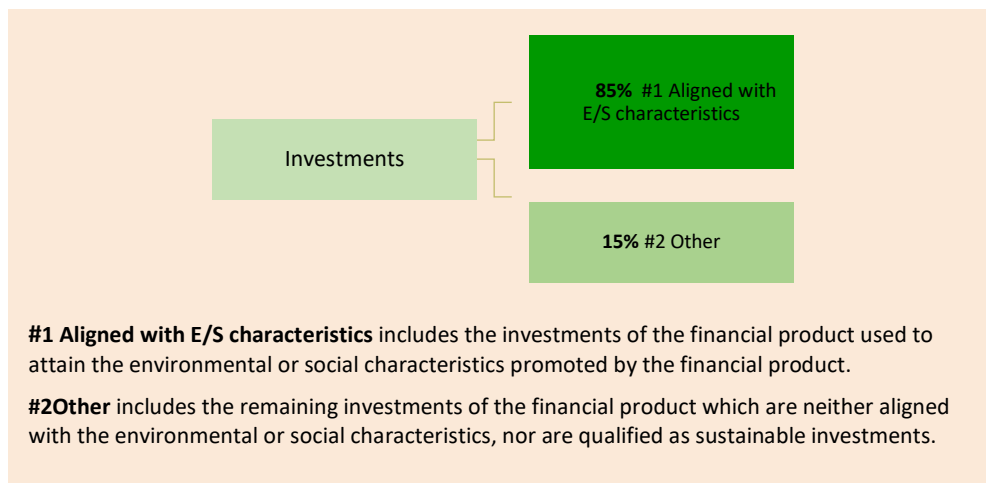 85% #1 Aligned with
E/S characteristics
Investments
15% #2 Other
#1 Aligned with E/S characteristics includes the investments of the financial product used to
attain the environmental or social characteristics promoted by the financial product.
#2Other includes the remaining investments of the financial product which are neither aligned
with the environmental or social characteristics, nor are qualified as sustainable investments.